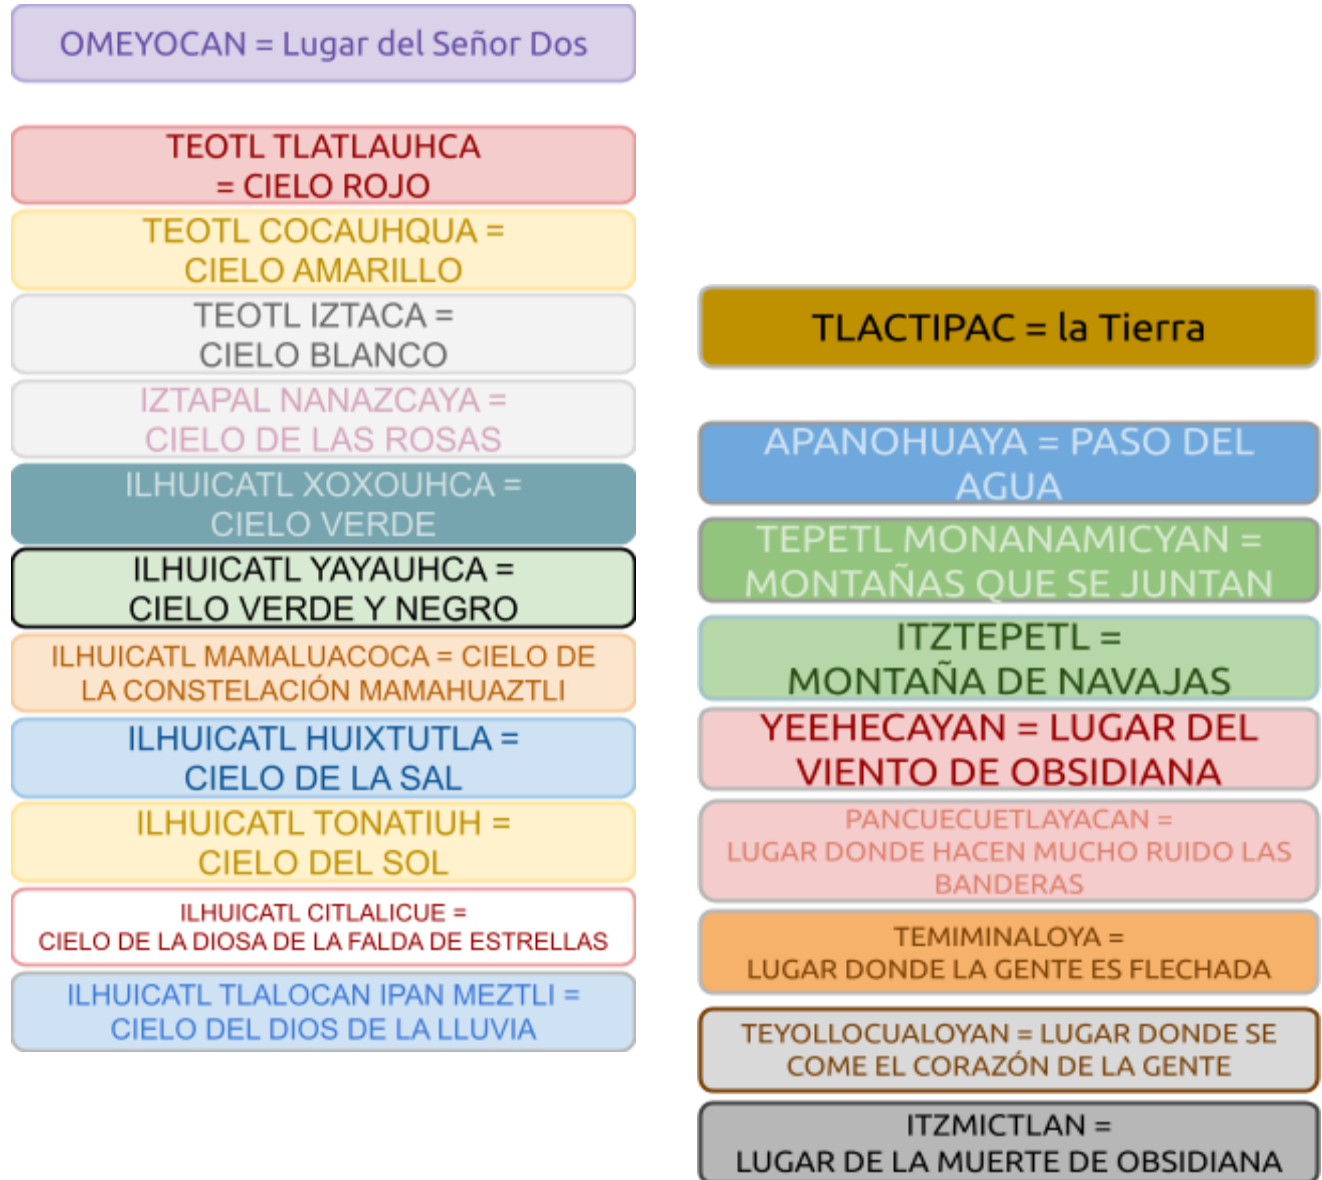 OMEYOCAN = Lugar del Señor Dos
TEOTL TLATLAUHCA
= CIELO ROJO
TEOTL COCAUHQUA =
CIELO AMARILLO
TEOTL IZTACA =
CIELO BLANCO
IZTAPAL NANAZCAYA =
CIELO DE LAS ROSAS
ILHUICATL XOXOUHCA =
CIELO VERDE
ILHUICATL YAYAUHCA =
CIELO VERDE Y NEGRO
ILHUICATL MAMALUACOCA = CIELO DE
LA CONSTELACIÓN MAMAHUAZTLI
ILHUICATL HUIXTUTLA =
CIELO DE LA SAL
ILHUICATL TONATIUH =
CIELO DEL SOL
ILHUICATL CITLALICUE =
CIELO DE LA DIOSA DE LA FALDA DE ESTRELLAS
ILHUICATL TLALOCAN IPAN MEZTLI =
CIELO DEL DIOS DE LA LLUVIA
TLACTIPAC = la Tierra
APANOHUAYA = PASO DEL
AGUA
TEPETL MONANAMICYAN =
MONTAÑAS QUE SE JUNTAN
ITZTEPETL =
MONTAÑA DE NAVAJAS
YEEHECAYAN = LUGAR DEL
VIENTO DE OBSIDIANA
PANCUECUETLAYACAN =
LUGAR DONDE HACEN MUCHO RUIDO LAS
BANDERAS
TEMIMINALOYA =
LUGAR DONDE LA GENTE ES FLECHADA
TEYOLLOCUALOYAN = LUGAR DONDE SE
COME EL CORAZÓN DE LA GENTE
ITZMICTLAN =
LUGAR DE LA MUERTE DE OBSIDIANA